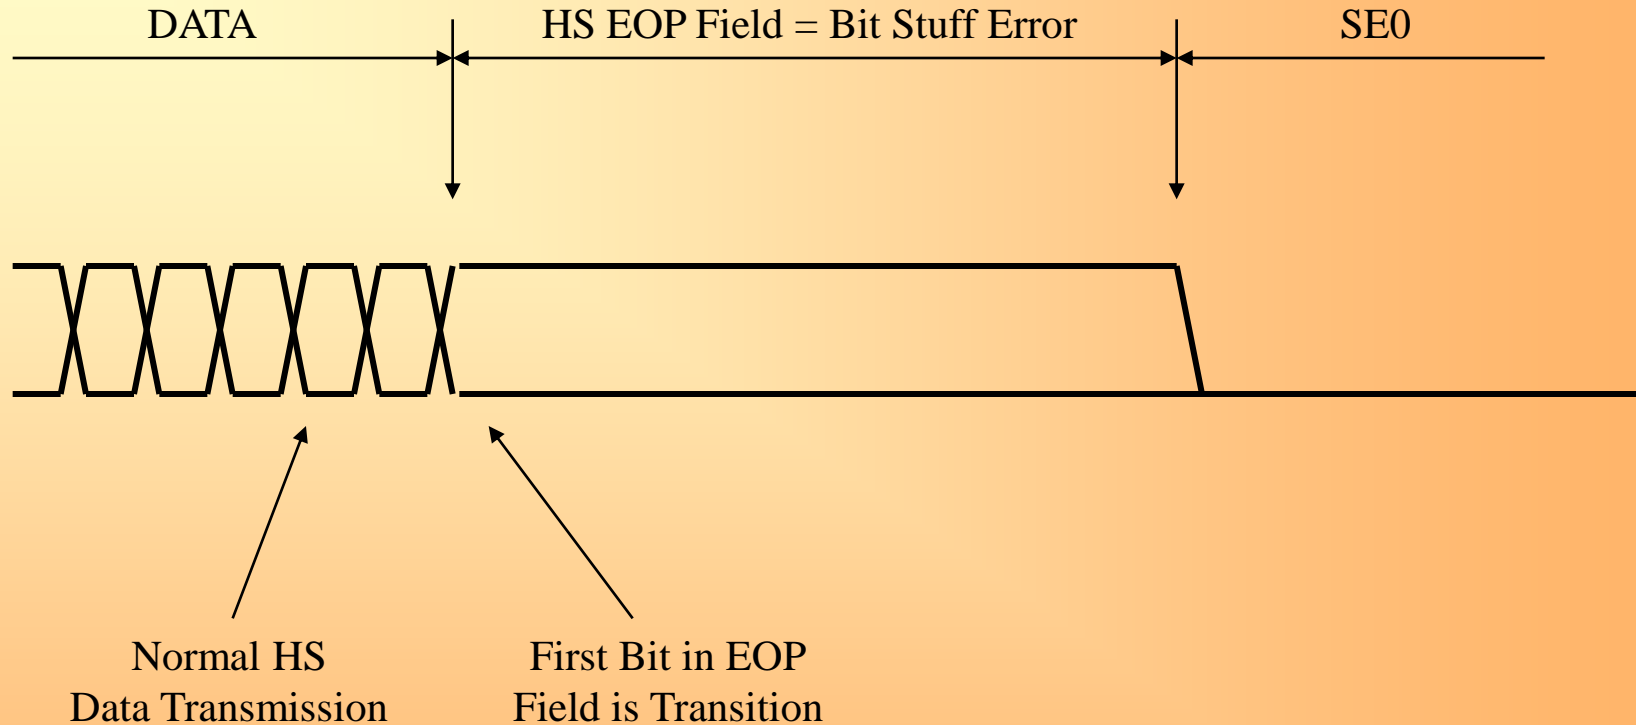 DATA
HS EOP Field = Bit Stuff Error
SE0
Normal HS
Data Transmission
First Bit in EOP
Field is Transition